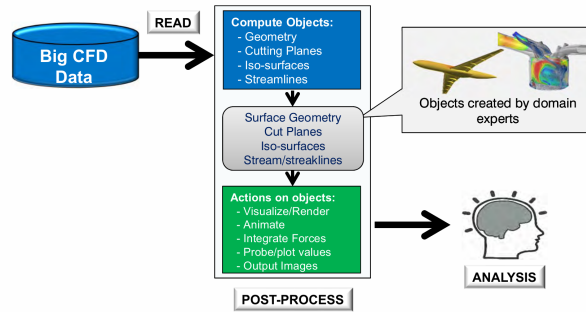 READ
Big CFD
Data
Compute Objects:
- Geometry
- Cutting Planes
- Iso-surfaces
- Streamlines
Surface Geometry
Cut Planes
Iso-surfaces
Stream/streaklines
Objects created by domain
experts
Actions on objects:
- Visualize/Render
- Animate
- Integrate Forces
- Probe/plot values
- Output Images
POST-PROCESS
ANALYSIS